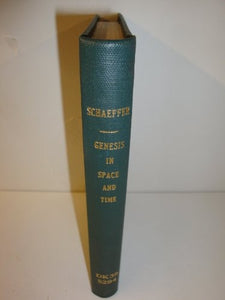 SCHAEFFER
GENESIS
IN
SPACE
AND
TIME